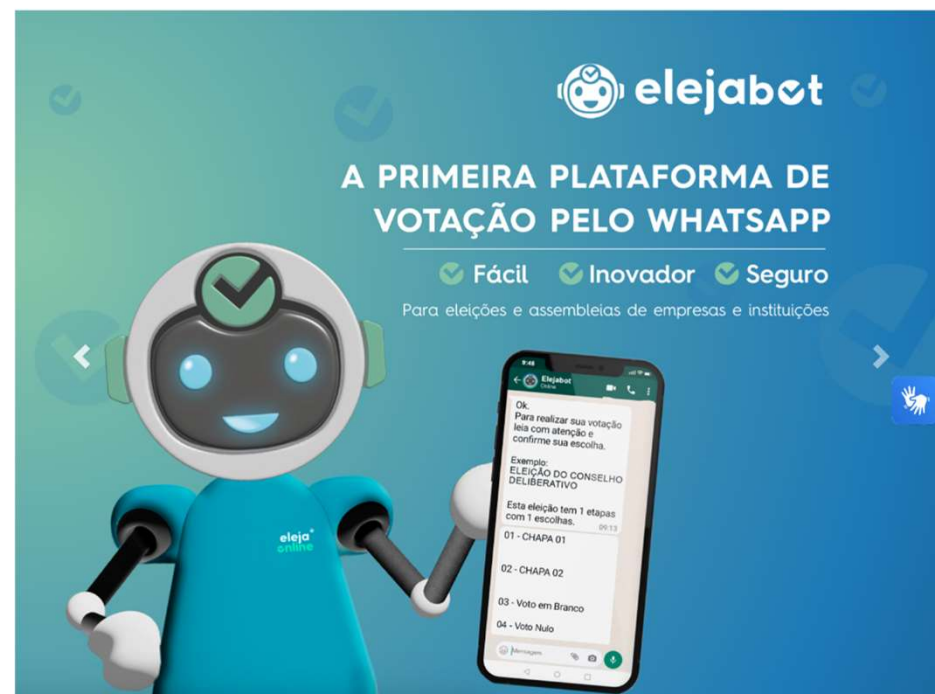 elejabot
A PRIMEIRA PLATAFORMA DE
VOTAÇÃO PELO WHATSAPP
Fácil Inovador Seguro
Para eleições e assembleias de empresas e instituições
eleja
online
9:48
Elejabot
Online
Ok.
Para realizar sua votação
leia com atenção e
confirme sua escolha.
Exemplo:
ELEIÇÃO DO CONSELHO
DELIBERATIVO
Esta eleição tem 1 etapas
com 1 escolhas.
09:13
01 - CHAPA 01
02 - CHAPA 02
03 - Voto em Branco
04 - Voto Nulo
Mensagem